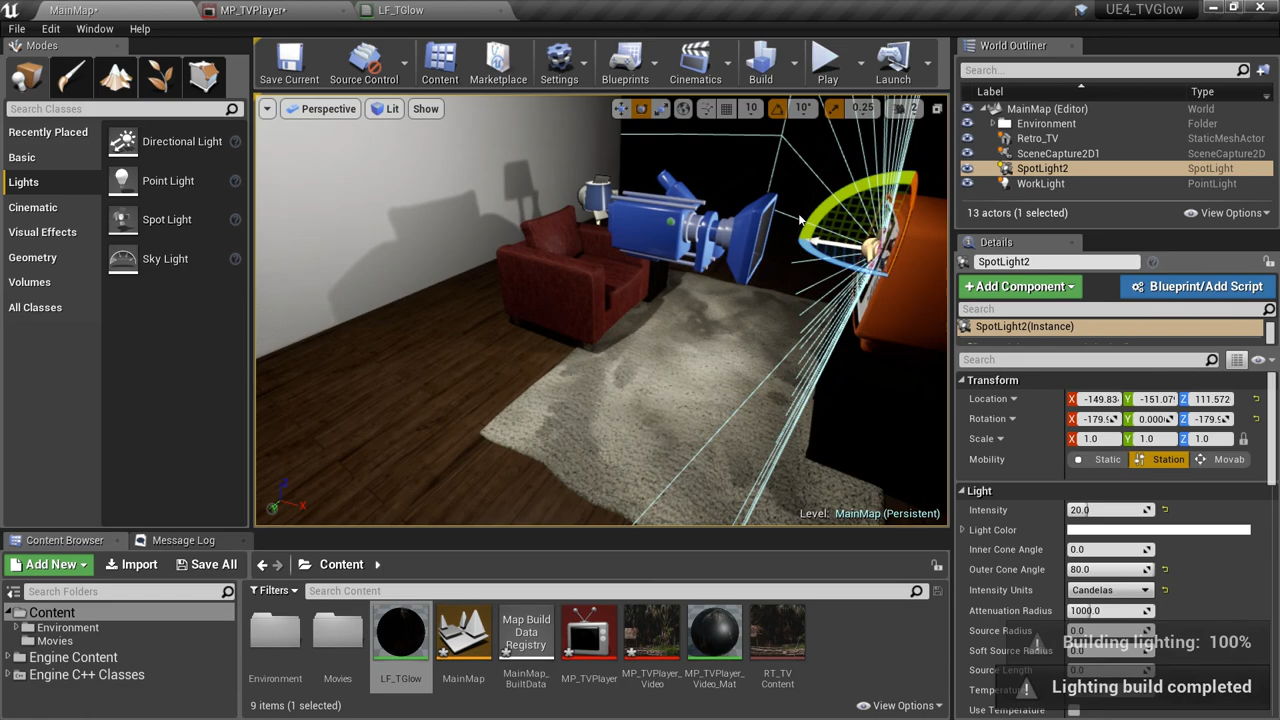 MainMap*
MP_TVPlayer*
LF_TGlow
UE4_TVGlow
File Edit Window Help
Modes
Search Classes
Recently Placed
Basic
Lights
Cinematic
Visual Effects
Geometry
Volumes
All Classes
Directional Light
Point Light
Spot Light
Sky Light
Save Current
Source Control
Content
Marketplace
Settings
Blueprints
Cinematics
Build
Play
Launch
Perspective
Lit
Show
10
10°
0.25
2
X
Level: MainMap (Persistent)
World Outliner
Search...
Label Type
MainMap (Editor) World
Environment Folder
Retro_TV StaticMeshActor
SceneCapture2D1 SceneCapture2D
SpotLight2 SpotLight
WorkLight PointLight
13 actors (1 selected)
View Options
Details
SpotLight2
+Add Component
Blueprint/Add Script
Search
SpotLight2(Instance)
Search
Transform
Location X -149.83 Y -151.07 Z 111.572
Rotation X -179.9 Y 0.000 Z -179.9
Scale X 1.0 Y 1.0 Z 1.0
Mobility Static Station Movab
Light
Intensity 20.0
Light Color
Inner Cone Angle 0.0
Outer Cone Angle 80.0
Intensity Units Candelas
Attenuation Radius 1000.0
Source Radius 0.0
Soft Source Radius 0.0
Source Length 0.0
Use Temperature
Building lighting: 100%
Lighting build completed
Content Browser
Message Log
Add New
Import
Save All
Content
Search Folders
Filters
Search Content
Content
Environment
Movies
Engine Content
Engine C++ Classes
Environment
Movies
LF_TGlow
MainMap
Map Build
Data
Registry
MainMap_
BuiltData
MP_TVPlayer
MP_TVPlayer_
Video
MP_TVPlayer_
Video_Mat
RT_TV
Content
9 items (1 selected)
View Options